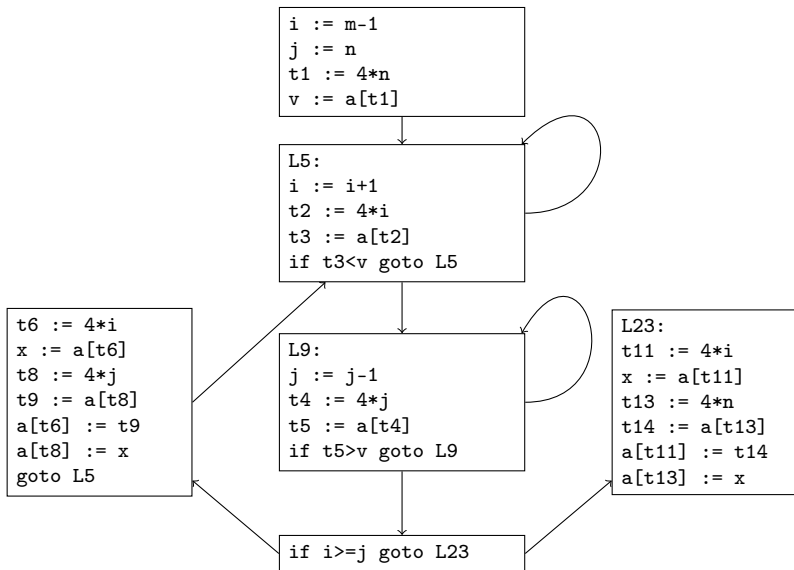 i := m-1
j := n
t1 := 4*n
v := a[t1]
L5:
i := i+1
t2 := 4*i
t3 := a[t2]
if t3<v goto L5
t6 := 4*i
x := a[t6]
t8 := 4*j
t9 := a[t8]
a[t6] := t9
a[t8] := x
goto L5
L9:
j := j-1
t4 := 4*j
t5 := a[t4]
if t5>v goto L9
L23:
t11 := 4*i
x := a[t11]
t13 := 4*n
t14 := a[t13]
a[t11] := t14
a[t13] := x
if i>=j goto L23